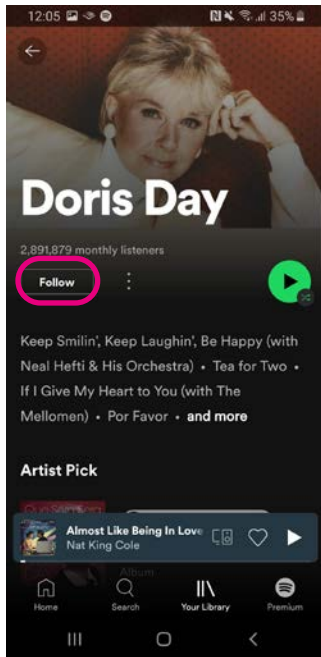 12:05 35%
Doris Day
2,891,879 monthly listeners
Follow
Keep Smilin', Keep Laughin', Be Happy (with
Neal Hefti & His Orchestra) • Tea for Two •
If I Give My Heart to You (with The
Mellomen) • Por Favor • and more
Artist Pick
Almost Like Being In Love
Nat King Cole
Album
Home Search Your Library Premium